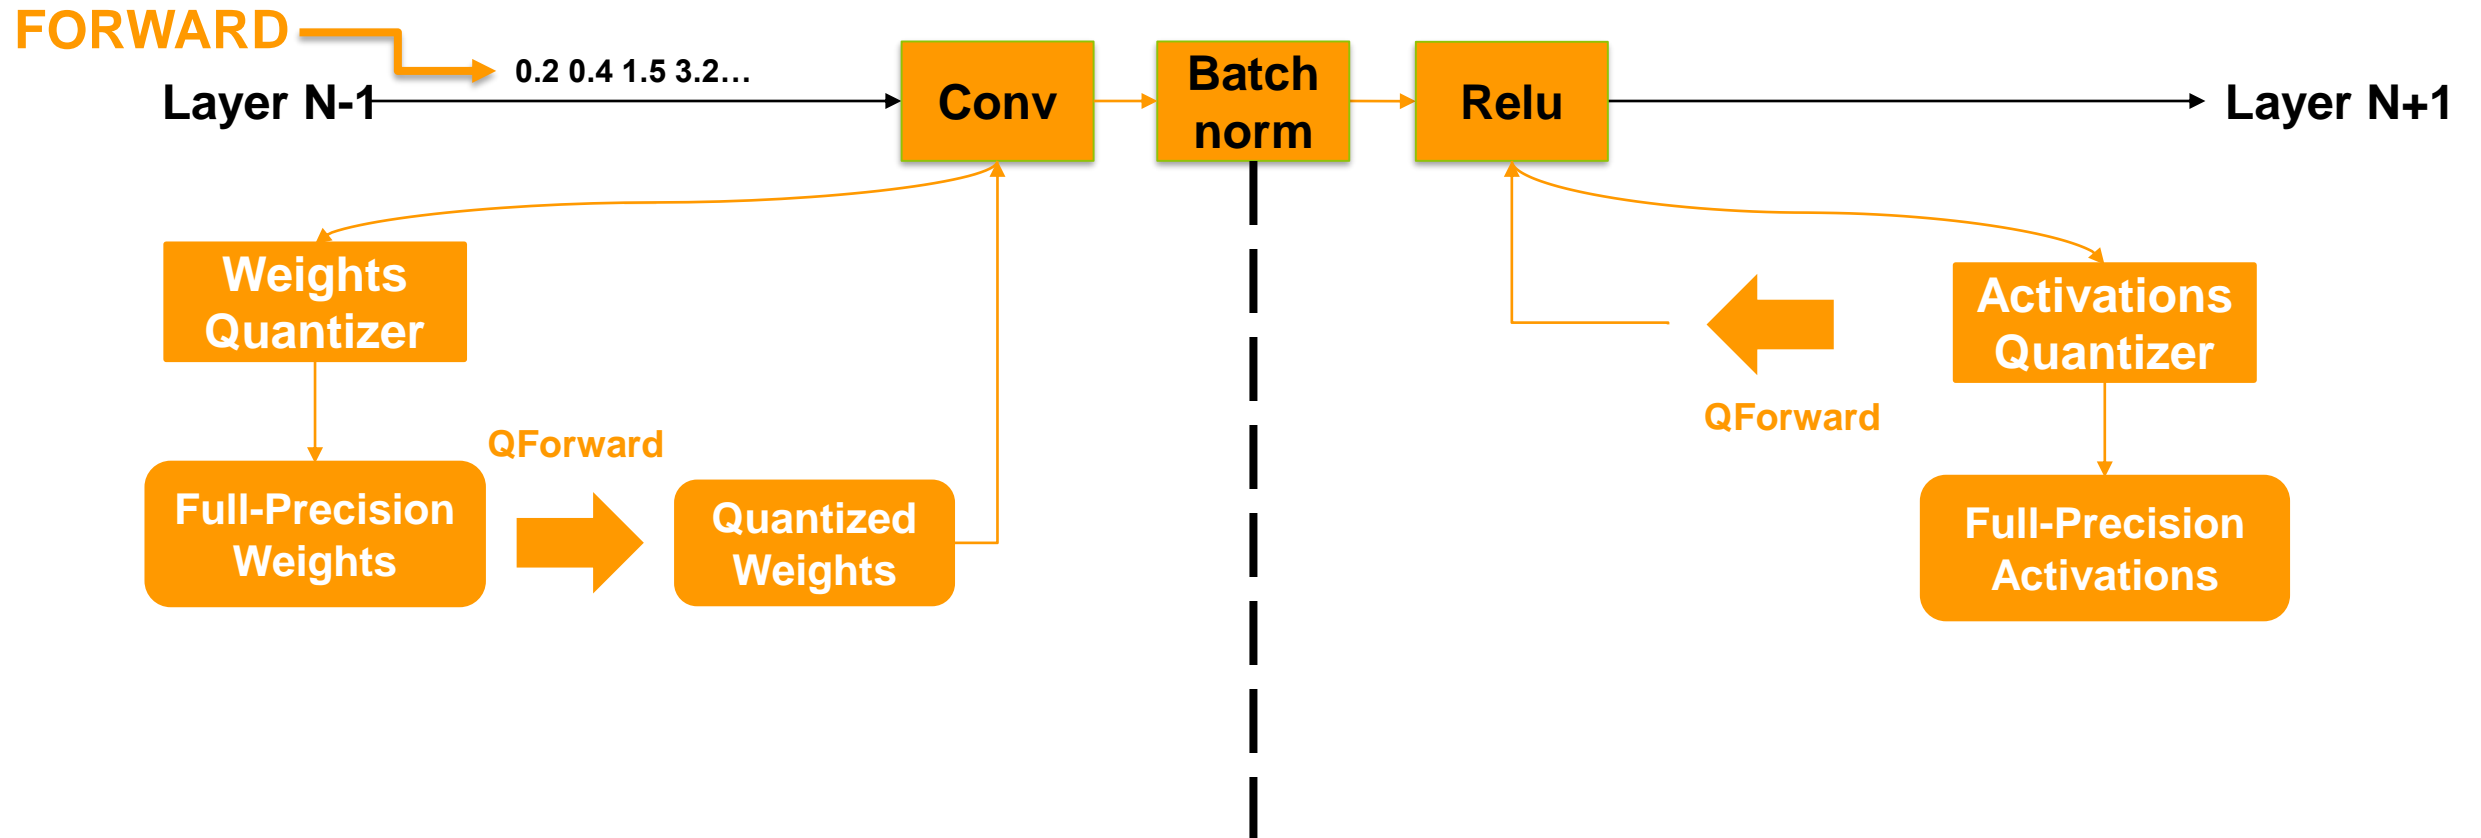 FORWARD
0.2 0.4 1.5 3.2…
Layer N-1
Conv
Batch
norm
Relu
Layer N+1
Weights
Quantizer
Activations
Quantizer
QForward
QForward
Full-Precision
Weights
Quantized
Weights
Full-Precision
Activations